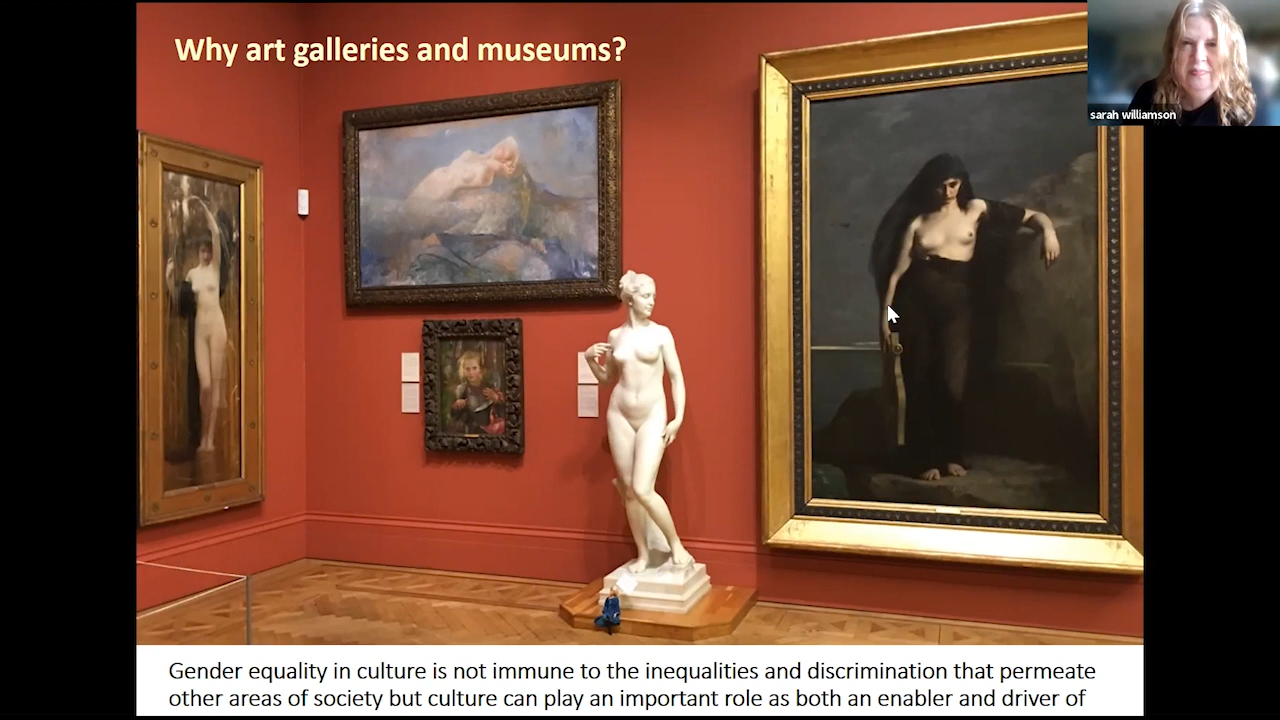 Why art galleries and museums?
sarah williamson
Gender equality in culture is not immune to the inequalities and discrimination that permeate
other areas of society but culture can play an important role as both an enabler and driver of